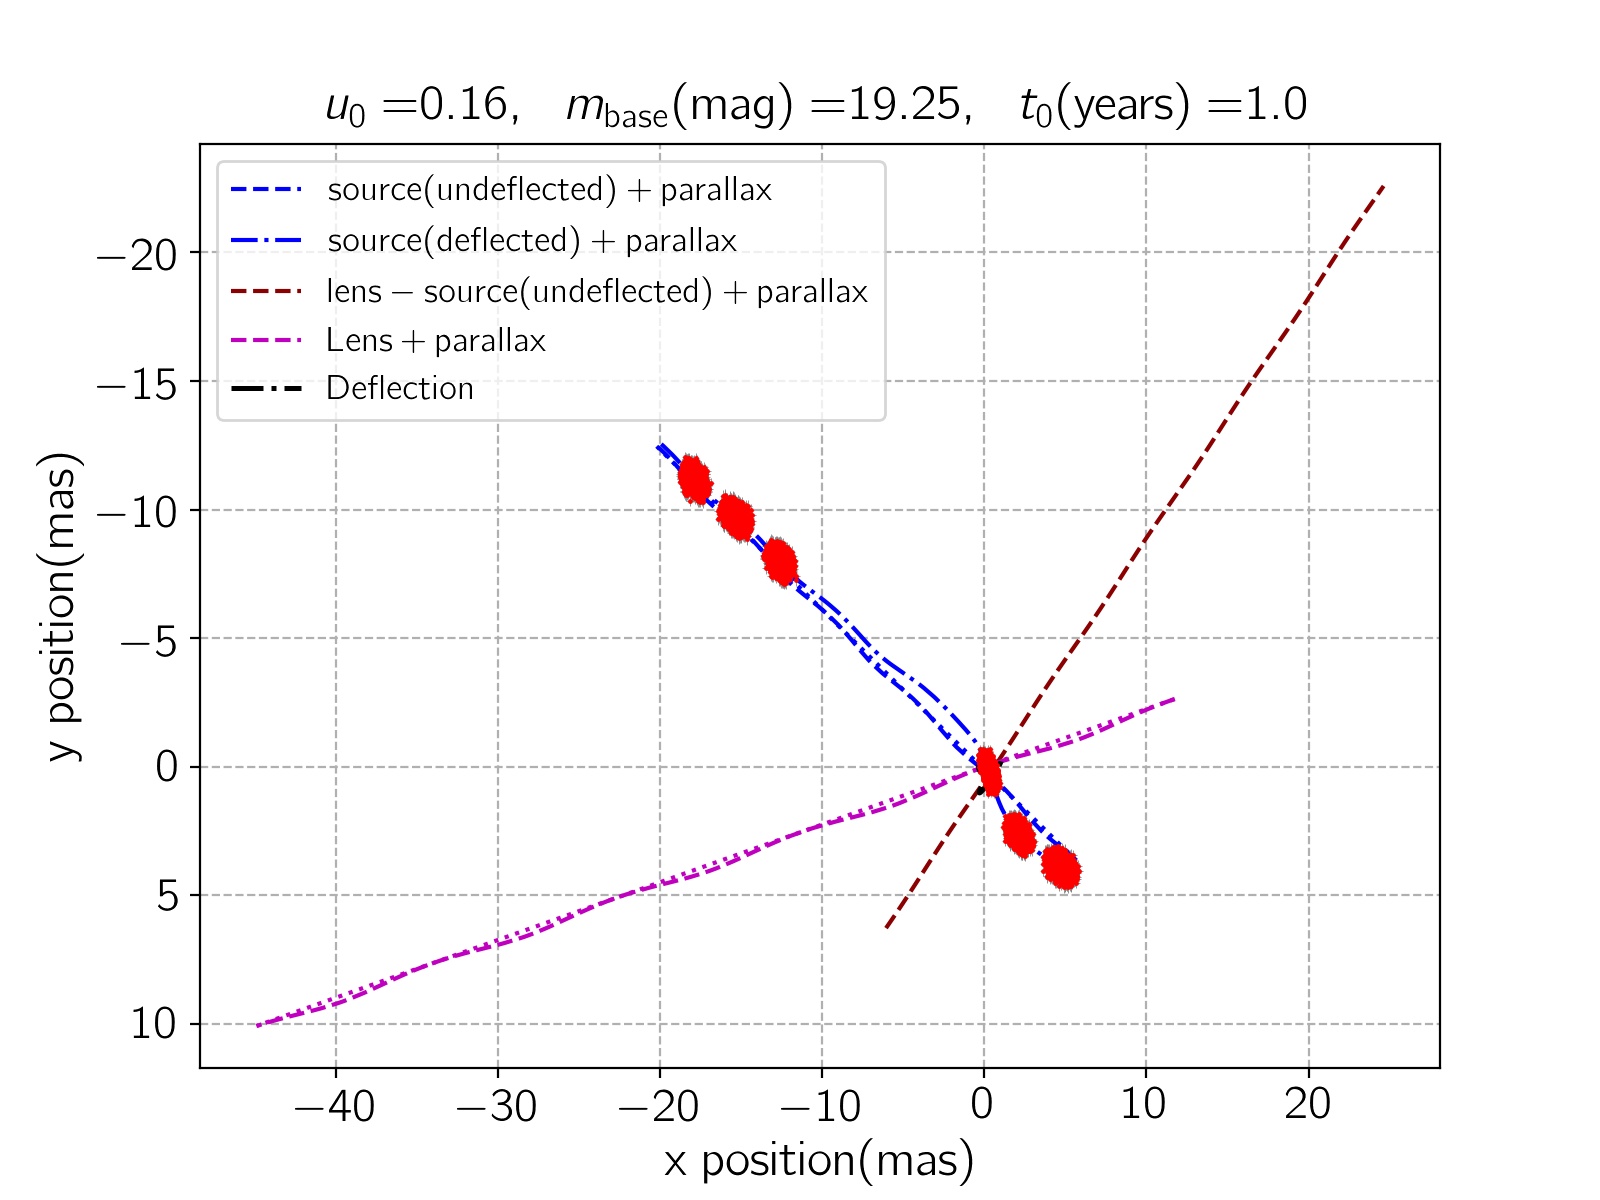 u₀ =0.16, m_base(mag) =19.25, t₀(years) =1.0
source(undeflected) + parallax
source(deflected) + parallax
lens − source(undeflected) + parallax
Lens + parallax
Deflection
y position(mas)
−20
−15
−10
−5
0
5
10
−40 −30 −20 −10 0 10 20
x position(mas)